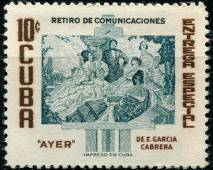 RETIRO DE COMUNICACIONES
10¢
CUBA
ENTREGA ESPECIAL
"AYER"
DE E. GARCIA
CABRERA
IMPRESO EN CUBA